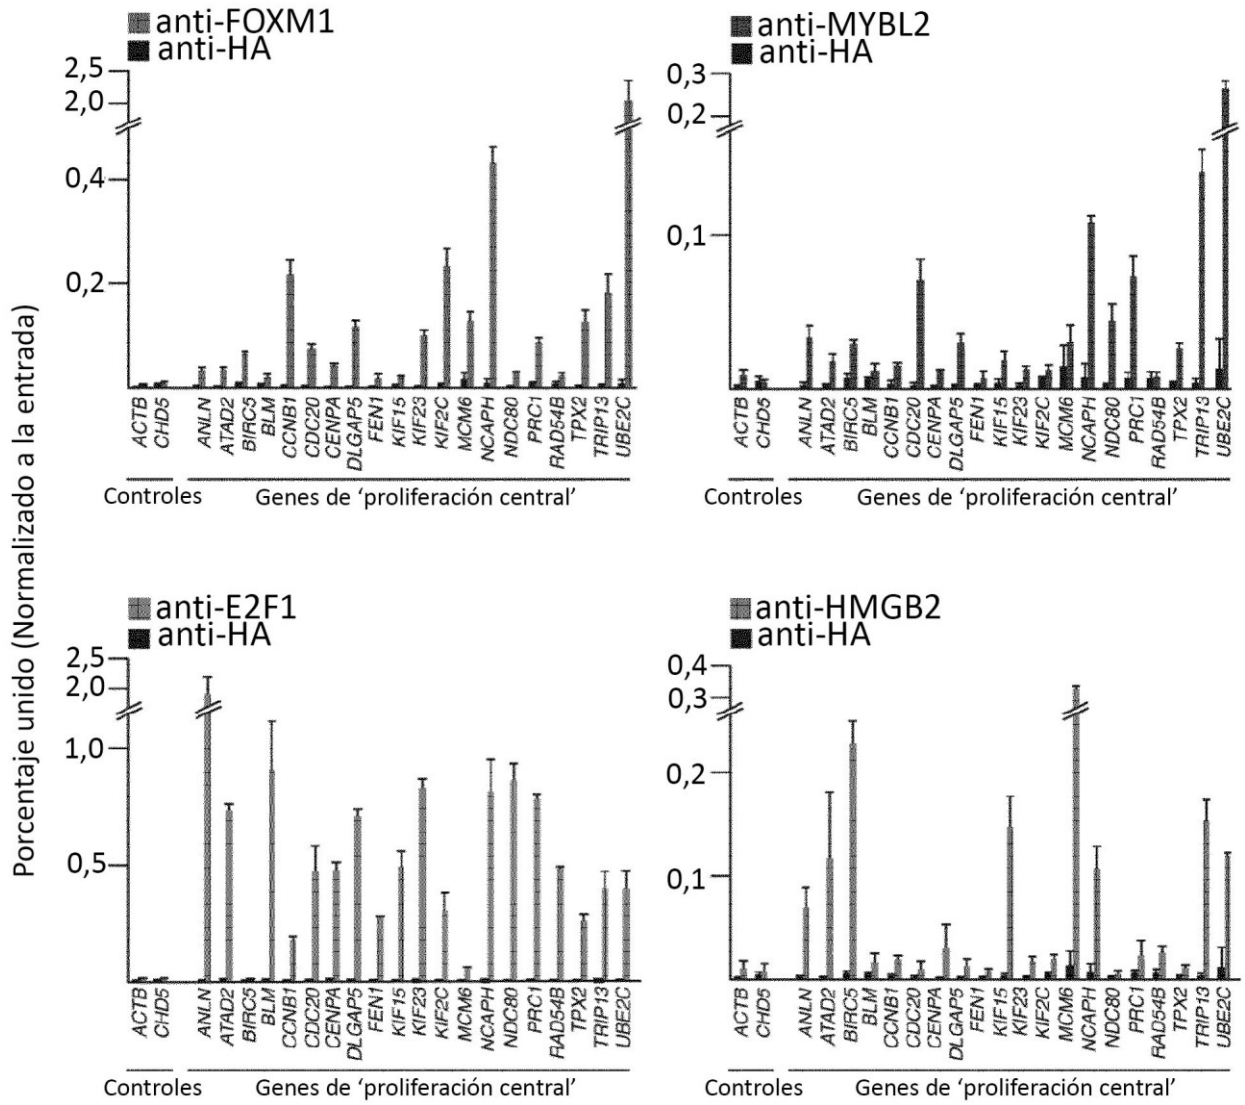 Porcentaje unido (Normalizado a la entrada)
anti-FOXM1
anti-HA
2,5
2,0
0,4
0,2
ACTB
CHD5
ANLN
ATAD2
BIRC5
BLM
CCNB1
CDC20
CENPA
DLGAP5
FEN1
KIF15
KIF23
KIF2C
MCM6
NCAPH
NDC80
PRC1
RAD54B
TPX2
TRIP13
UBE2C
Controles
Genes de ‘proliferación central’
anti-MYBL2
anti-HA
0,3
0,2
0,1
ACTB
CHD5
ANLN
ATAD2
BIRC5
BLM
CCNB1
CDC20
CENPA
DLGAP5
FEN1
KIF15
KIF23
KIF2C
MCM6
NCAPH
NDC80
PRC1
RAD54B
TPX2
TRIP13
UBE2C
Controles
Genes de ‘proliferación central’
anti-E2F1
anti-HA
2,5
2,0
1,0
0,5
ACTB
CHD5
ANLN
ATAD2
BIRC5
BLM
CCNB1
CDC20
CENPA
DLGAP5
FEN1
KIF15
KIF23
KIF2C
MCM6
NCAPH
NDC80
PRC1
RAD54B
TPX2
TRIP13
UBE2C
Controles
Genes de ‘proliferación central’
anti-HMGB2
anti-HA
0,4
0,3
0,2
0,1
ACTB
CHD5
ANLN
ATAD2
BIRC5
BLM
CCNB1
CDC20
CENPA
DLGAP5
FEN1
KIF15
KIF23
KIF2C
MCM6
NCAPH
NDC80
PRC1
RAD54B
TPX2
TRIP13
UBE2C
Controles
Genes de ‘proliferación central’